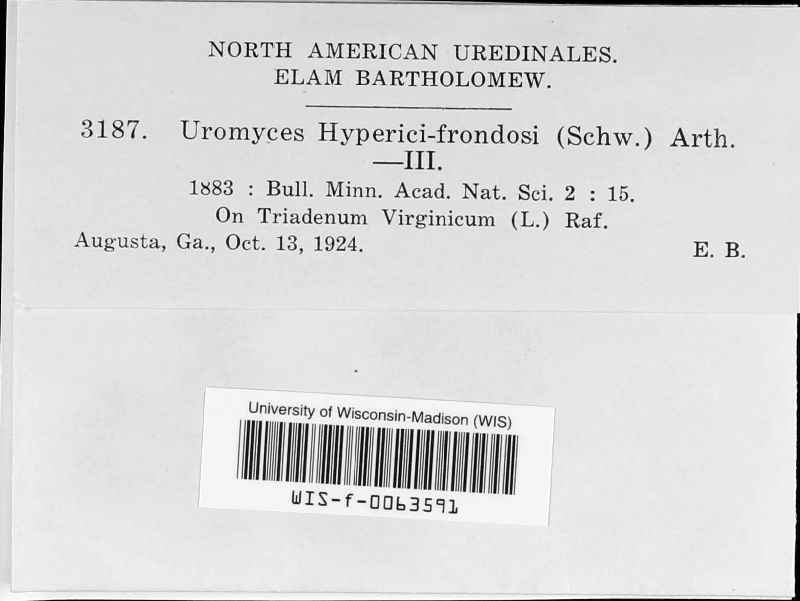 NORTH AMERICAN UREDINALES.
ELAM BARTHOLOMEW.
3187. Uromyces Hyperici-frondosi (Schw.) Arth.
—III.
1883 : Bull. Minn. Acad. Nat. Sci. 2 : 15.
On Triadenum Virginicum (L.) Raf.
Augusta, Ga., Oct. 13, 1924. E. B.
University of Wisconsin-Madison (WIS)
WIS-f-0063591